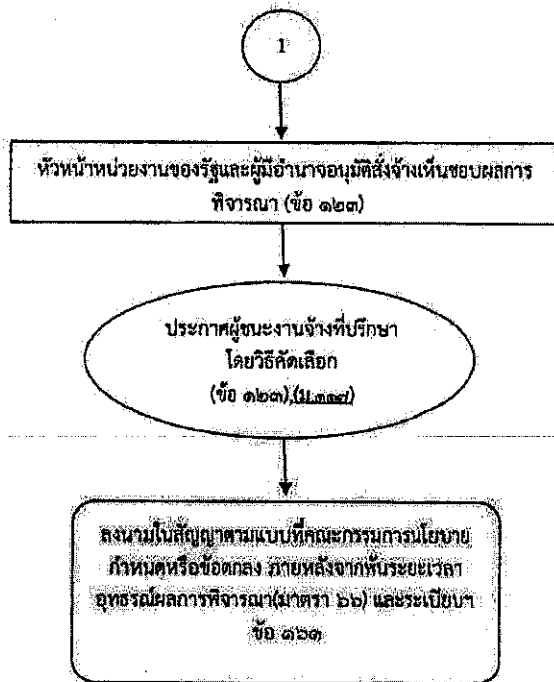 1
หัวหน้าหน่วยงานของรัฐและผู้มีอำนาจอนุมัติสั่งจ้างเห็นชอบผลการ
พิจารณา (ข้อ ๑๒๓)
ประกาศผู้ชนะงานจ้างที่ปรึกษา
โดยวิธีคัดเลือก
(ข้อ ๑๒๓),
ลงนามในสัญญาตามแบบที่คณะกรรมการนโยบาย
กำหนดหรือข้อตกลง ภายหลังจากพ้นระยะเวลา
อุทธรณ์ผลการพิจารณา(มาตรา ๖๖) และระเบียบฯ
ข้อ ๑๖๑